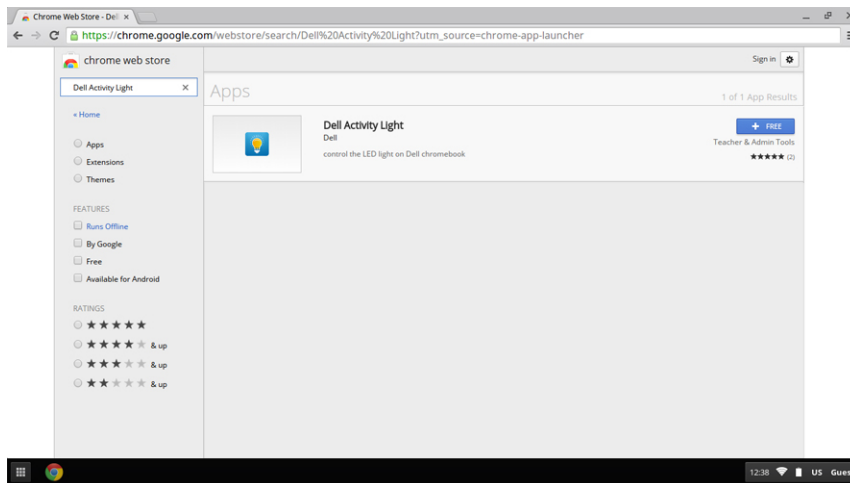 Chrome Web Store - Del
https://chrome.google.com/webstore/search/Dell%20Activity%20Light?utm_source=chrome-app-launcher
chrome web store
Sign in
Dell Activity Light
Apps
1 of 1 App Results
« Home
Dell Activity Light
Dell
control the LED light on Dell chromebook
+ FREE
Teacher & Admin Tools
(2)
Apps
Extensions
Themes
FEATURES
Runs Offline
By Google
Free
Available for Android
RATINGS
& up
& up
& up
12:38 US Gues